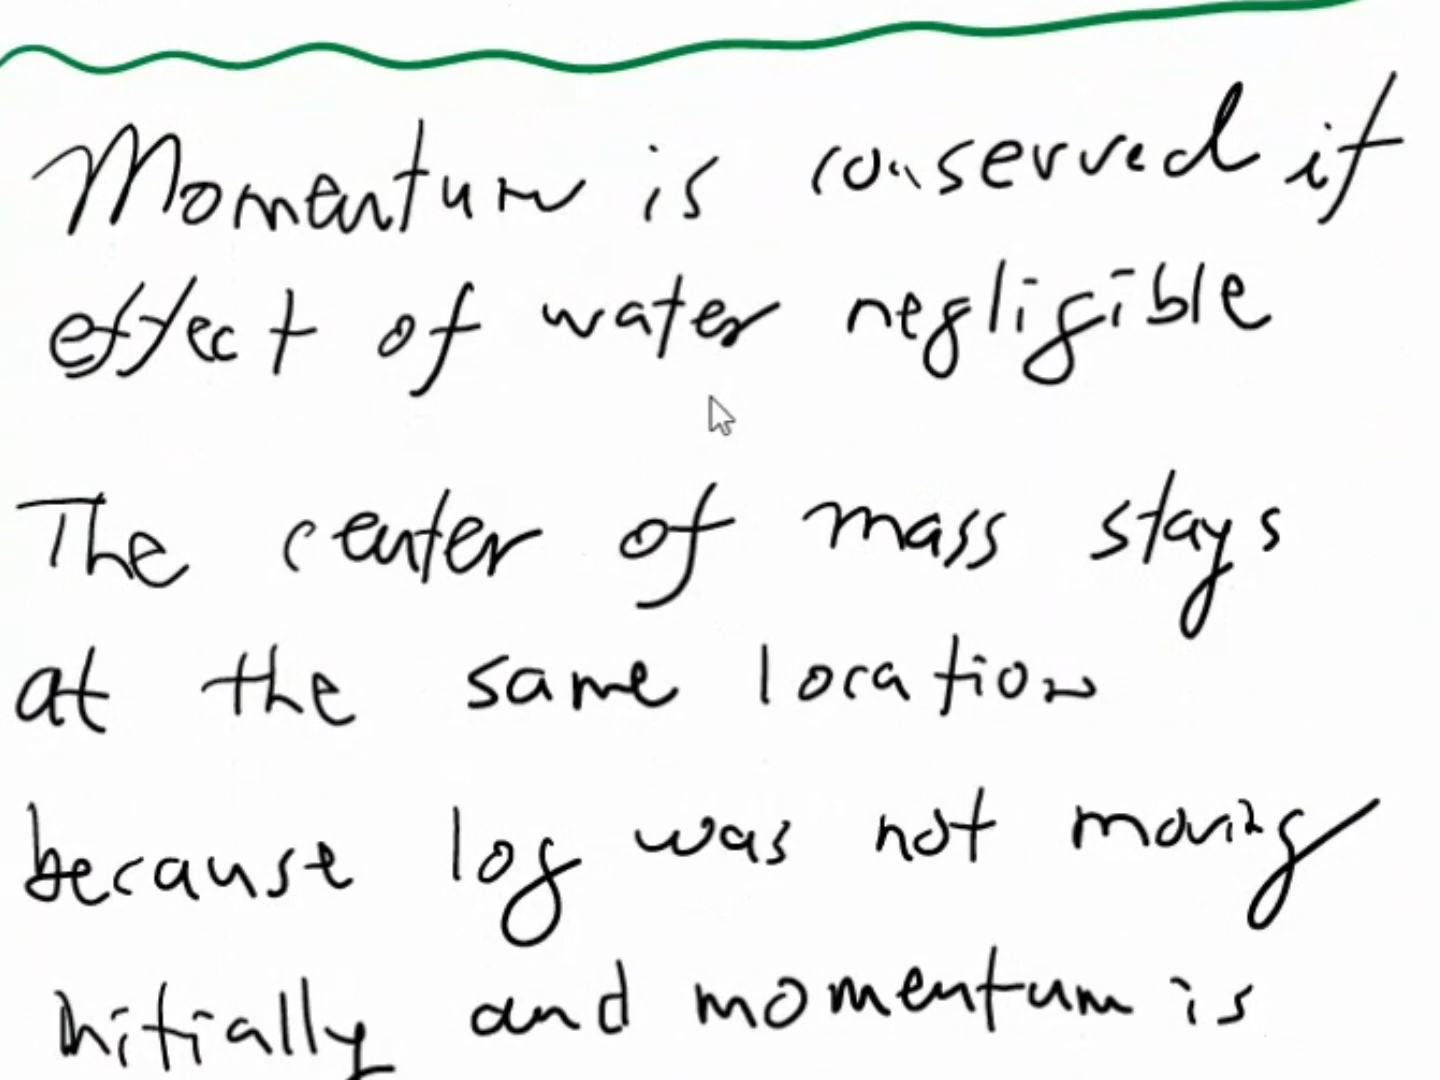 Momentum is conserved if
effect of water negligible
The center of mass stays
at the same location
because log was not moving
initially and momentum is